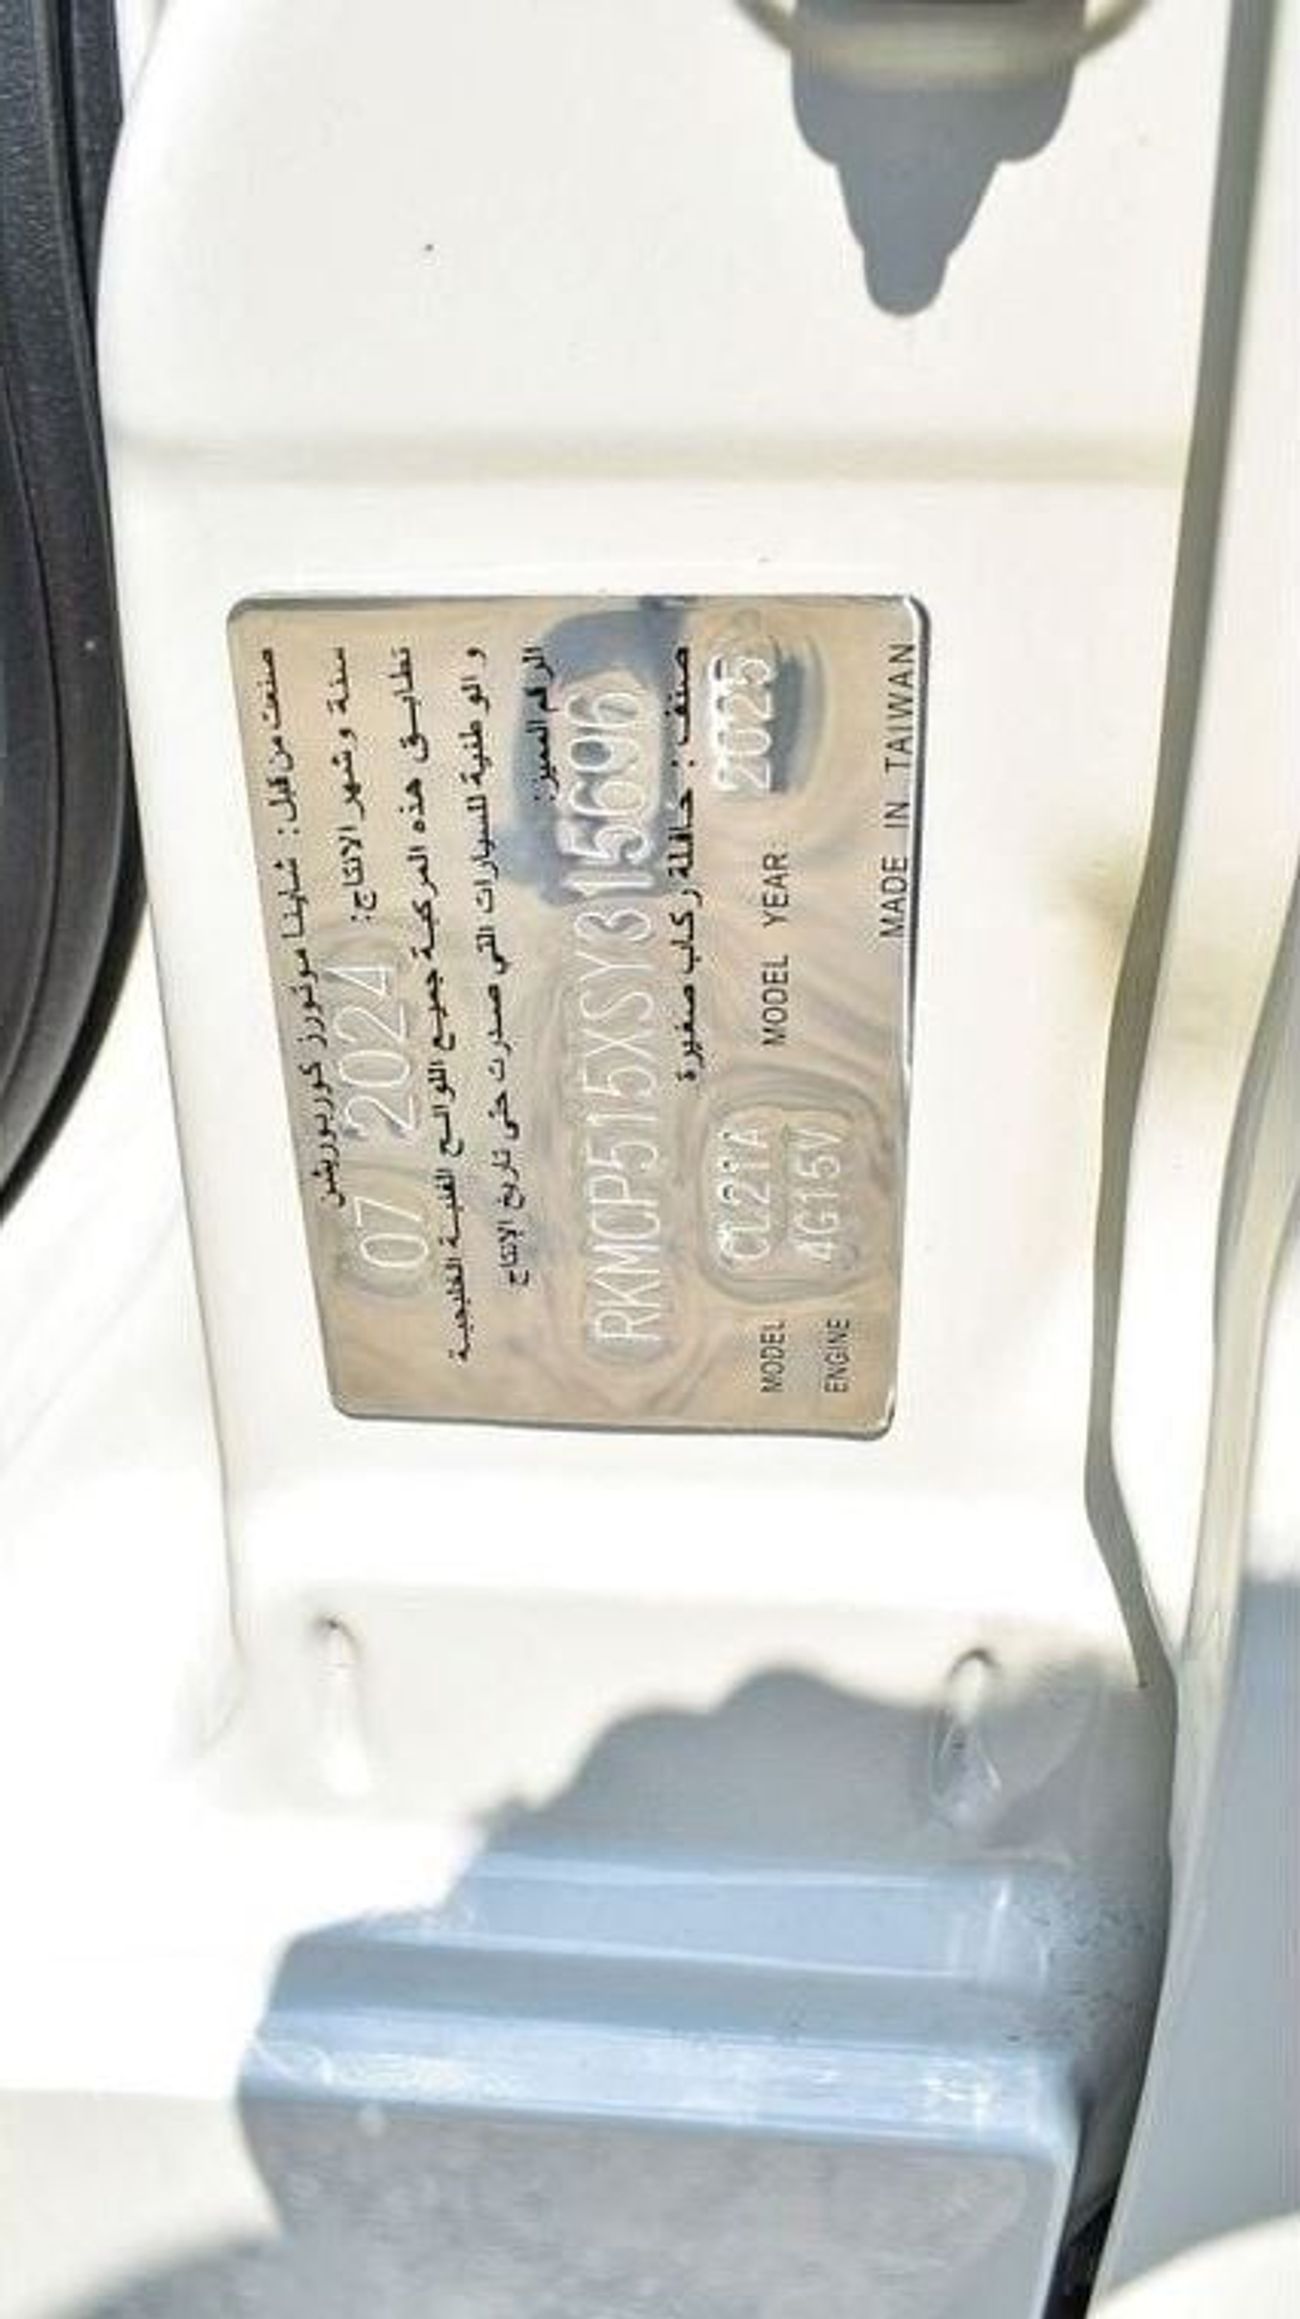 صنعت من قبل: شاينا موتورز كوربوريشن
سنة وشهر الانتاج: 2024 / 07
تطابق هذه المركبة جميع اللوائح الفنية الخليجية
و الوطنية للسيارات التي صدرت حتى تاريخ الإنتاج
الرقم المميز:
RKMCP515XSY315696
صنف: حافلة ركاب صغيرة
MODEL CL21A MODEL YEAR 2025
ENGINE 4G15V
MADE IN TAIWAN